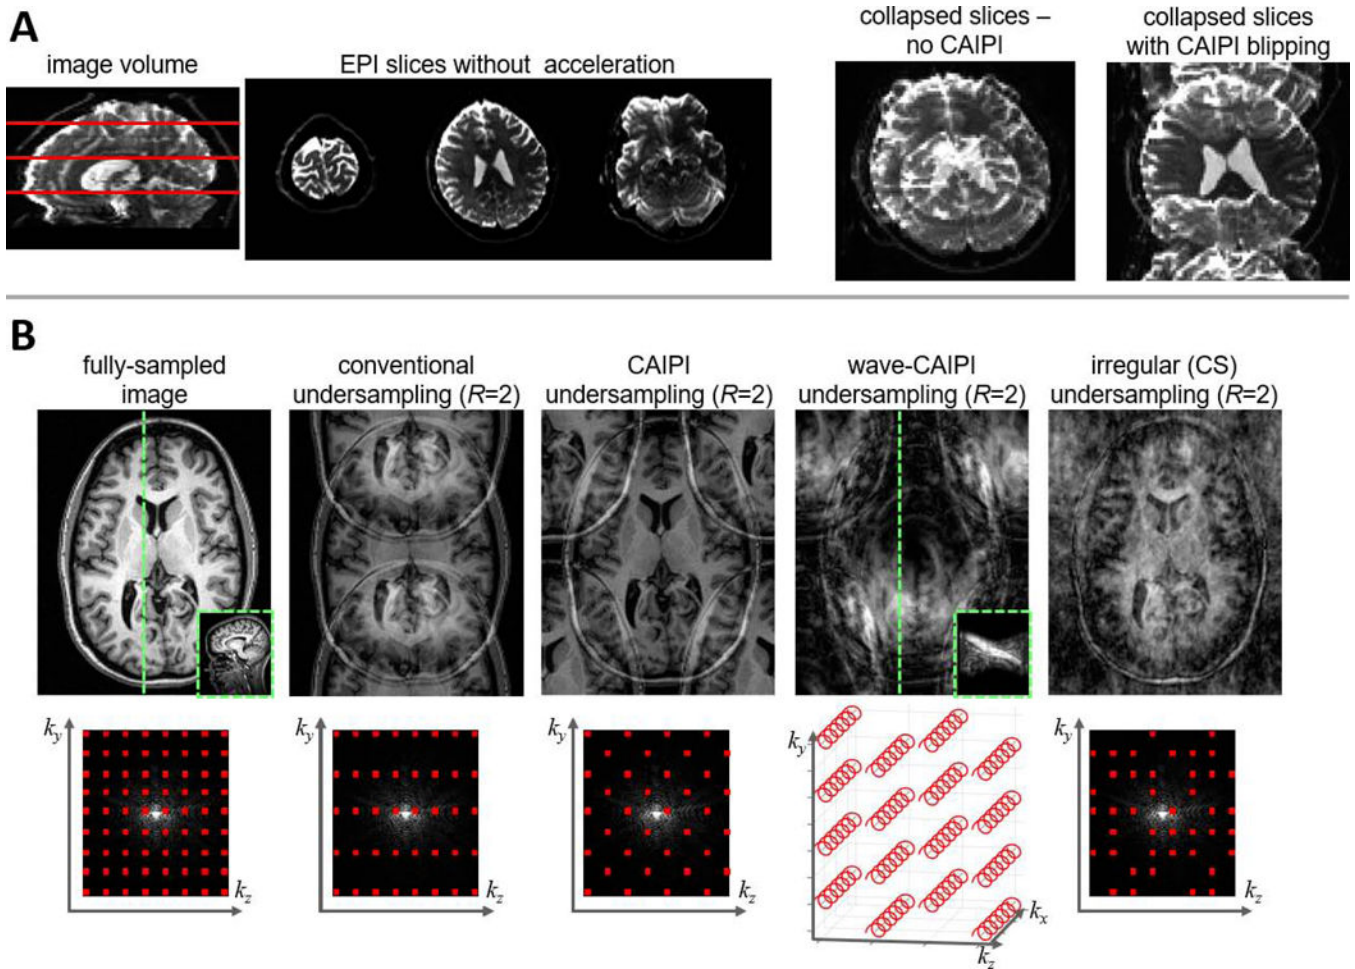 A
image volume
EPI slices without acceleration
collapsed slices –
no CAIPI
collapsed slices
with CAIPI blipping
B
fully-sampled
image
conventional
undersampling (R=2)
CAIPI
undersampling (R=2)
wave-CAIPI
undersampling (R=2)
irregular (CS)
undersampling (R=2)
ky
kz
ky
kz
ky
kz
ky
kx
kz
ky
kz